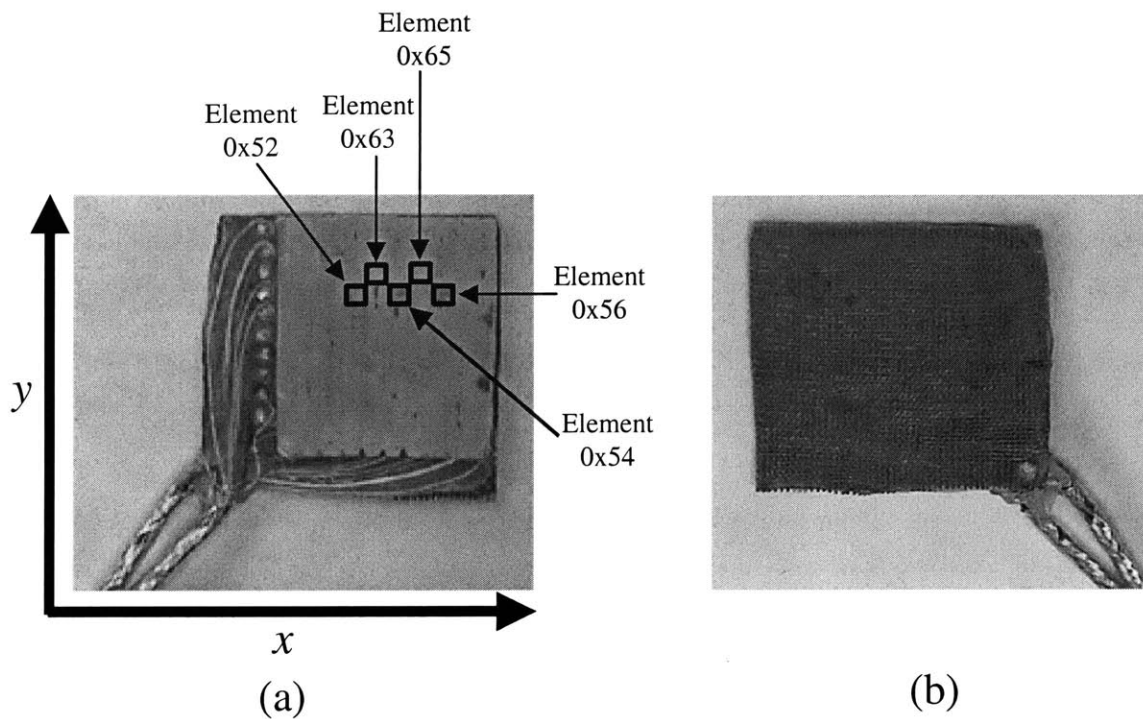 Element
0x65
Element
0x63
Element
0x52
Element
0x56
Element
0x54
y
x
(a)
(b)